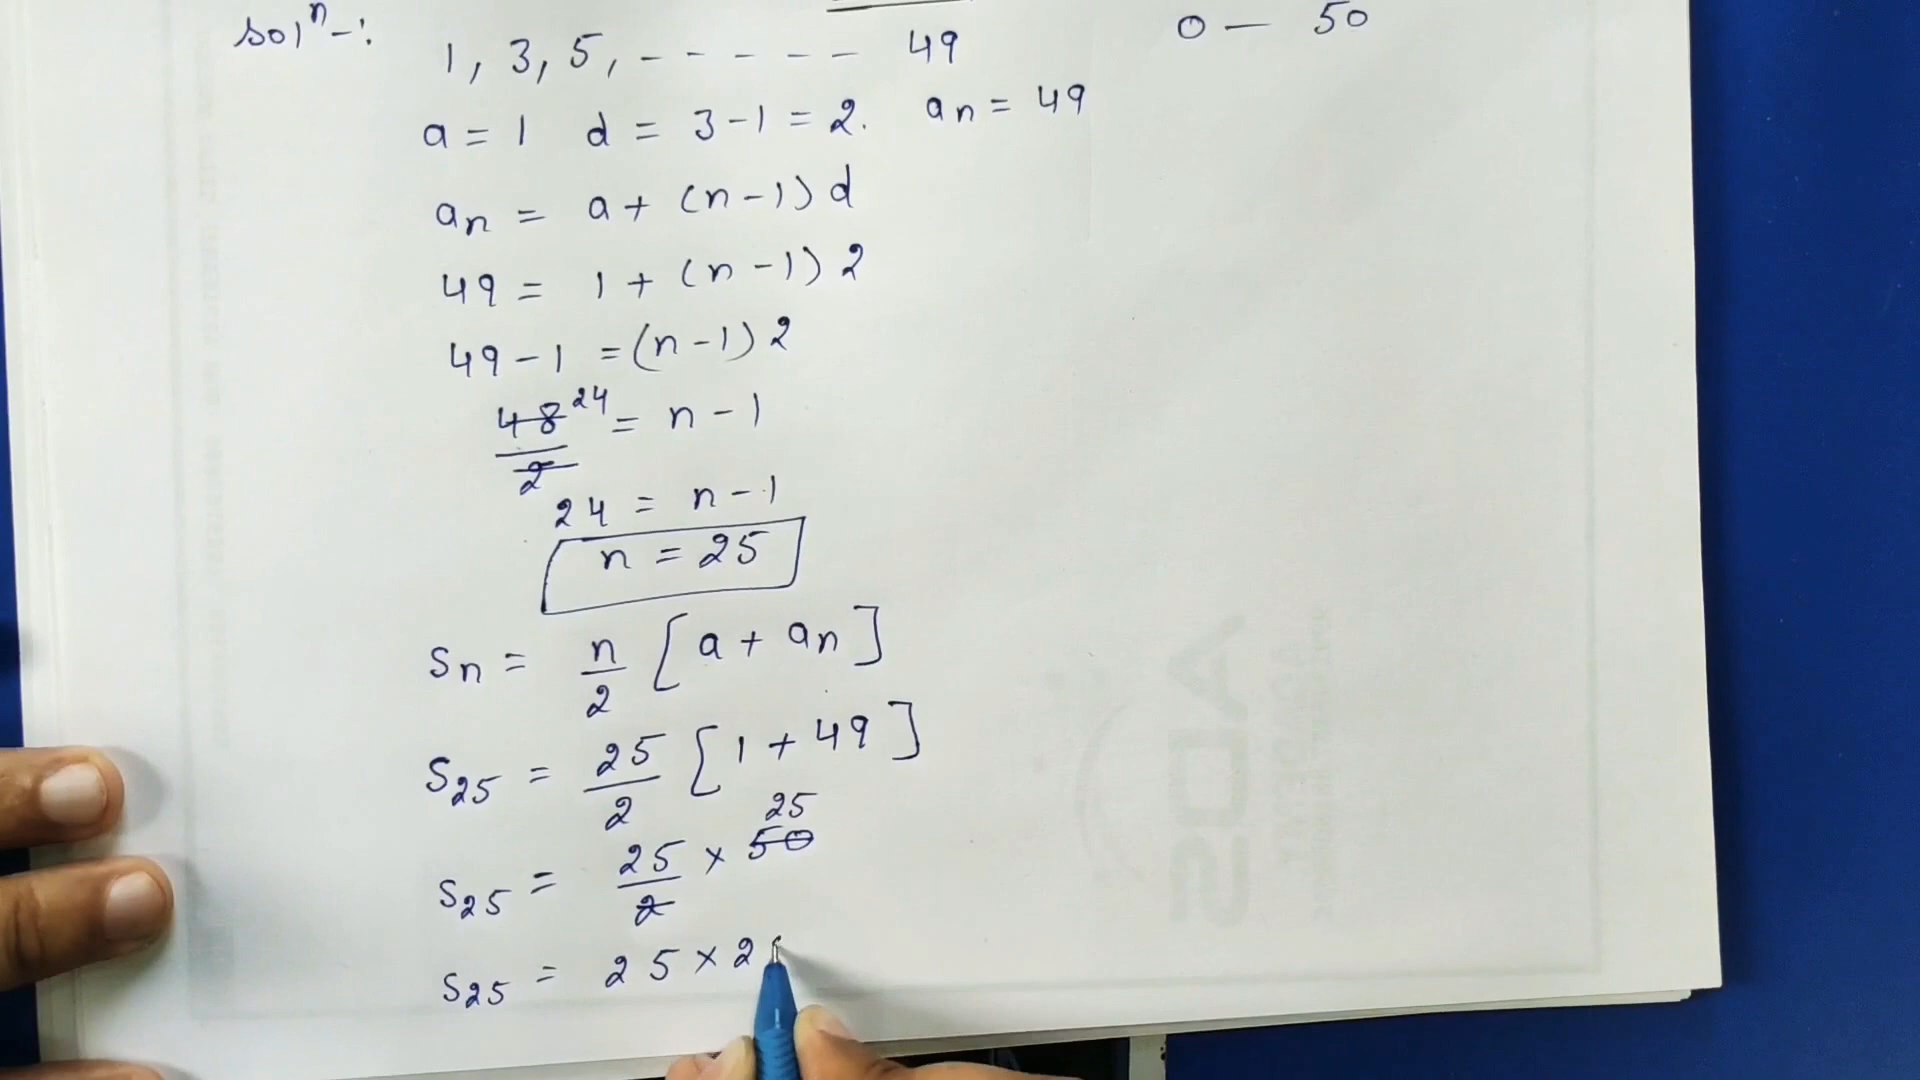 Solⁿ -:
1, 3, 5, - - - - - - 49
0 — 50
a = 1 d = 3 - 1 = 2. an = 49
an = a + (n - 1) d
49 = 1 + (n - 1) 2
49 - 1 = (n - 1) 2
48/2 24 = n - 1
24 = n - 1
n = 25
Sn = n/2 [a + an]
S25 = 25/2 [1 + 49]
S25 = 25/2 × 50 25
S25 = 25 × 2